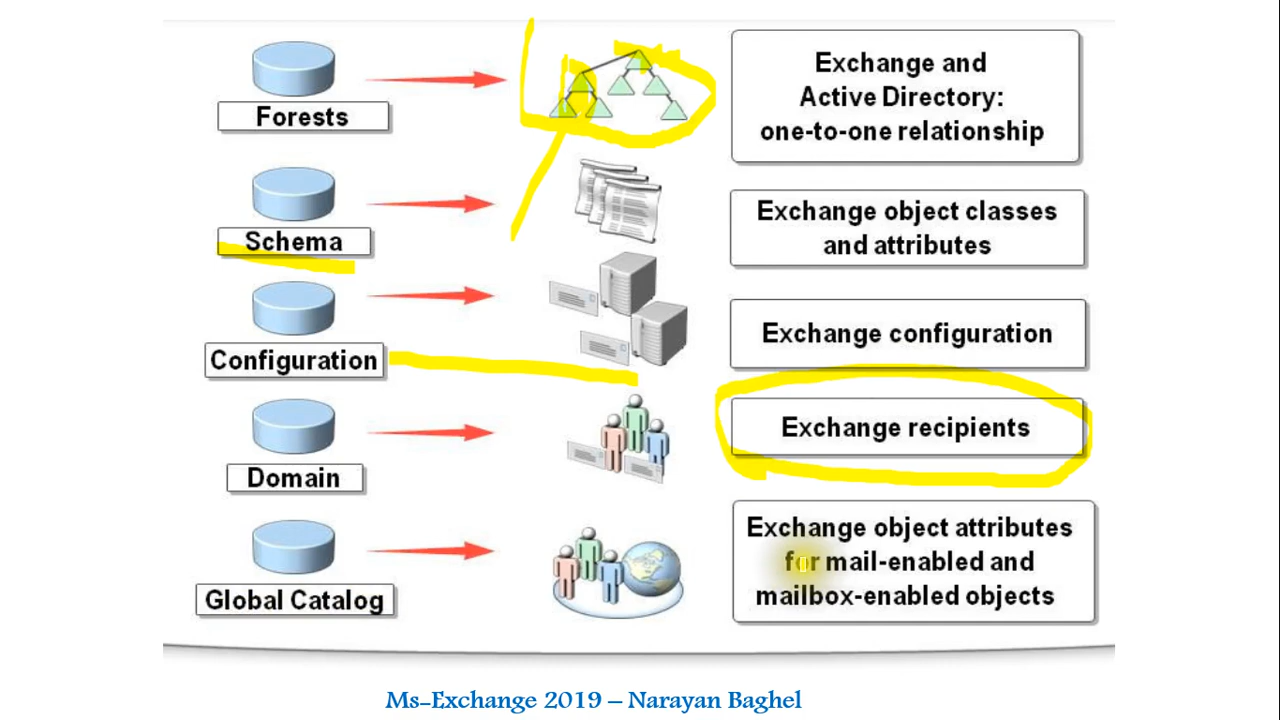 Forests
Exchange and
Active Directory:
one-to-one relationship
Schema
Exchange object classes
and attributes
Configuration
Exchange configuration
Domain
Exchange recipients
Global Catalog
Exchange object attributes
for mail-enabled and
mailbox-enabled objects
Ms-Exchange 2019 – Narayan Baghel